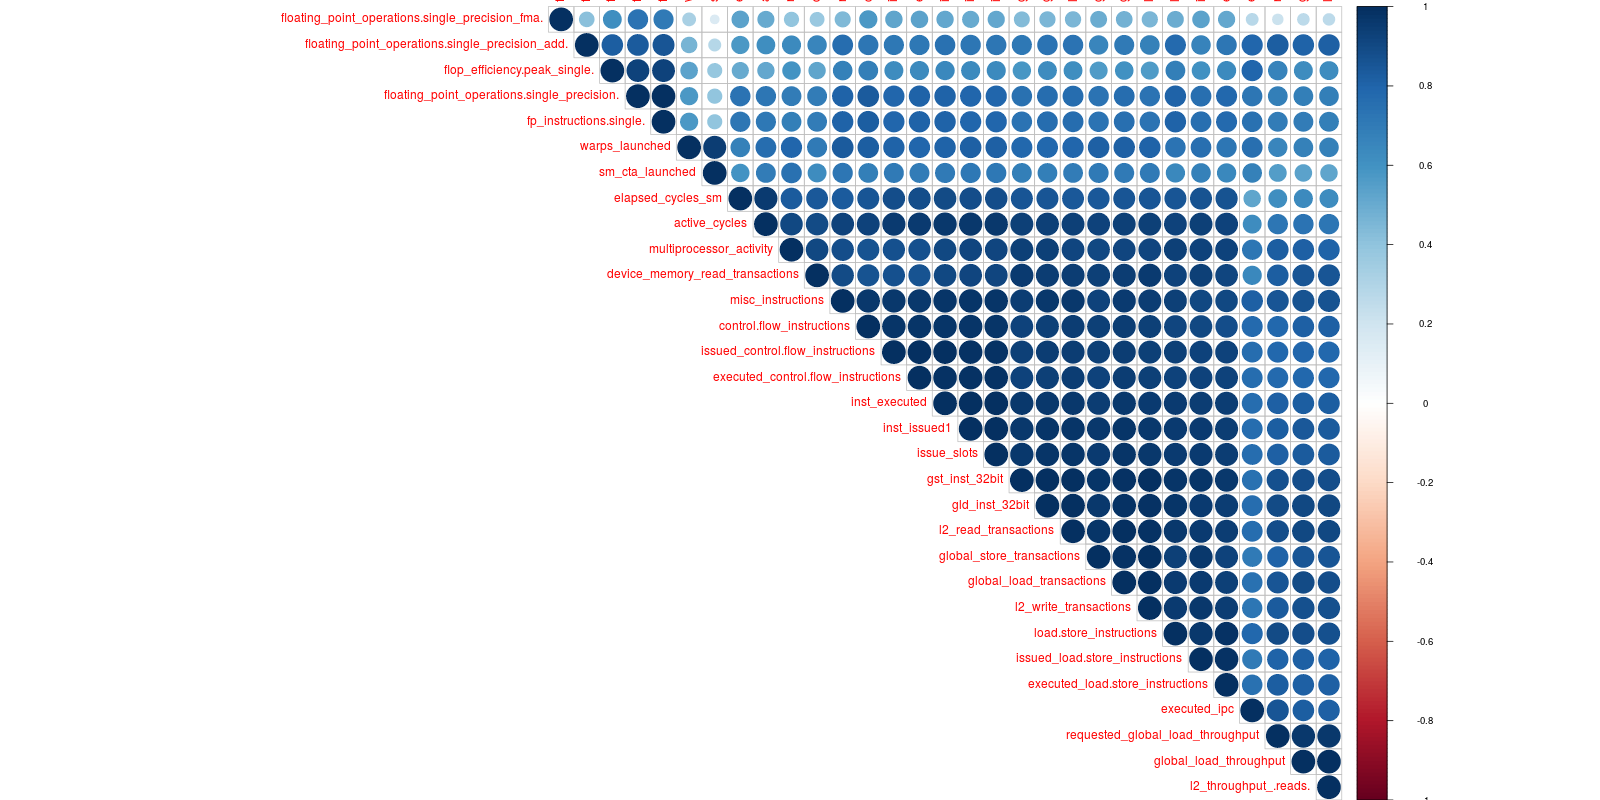 floating_point_operations.single_precision_fma.
floating_point_operations.single_precision_add.
flop_efficiency.peak_single.
floating_point_operations.single_precision.
fp_instructions.single.
warps_launched
sm_cta_launched
elapsed_cycles_sm
active_cycles
multiprocessor_activity
device_memory_read_transactions
misc_instructions
control.flow_instructions
issued_control.flow_instructions
executed_control.flow_instructions
inst_executed
inst_issued1
issue_slots
gst_inst_32bit
gld_inst_32bit
l2_read_transactions
global_store_transactions
global_load_transactions
l2_write_transactions
load.store_instructions
issued_load.store_instructions
executed_load.store_instructions
executed_ipc
requested_global_load_throughput
global_load_throughput
l2_throughput_.reads.
1
0.8
0.6
0.4
0.2
0
-0.2
-0.4
-0.6
-0.8